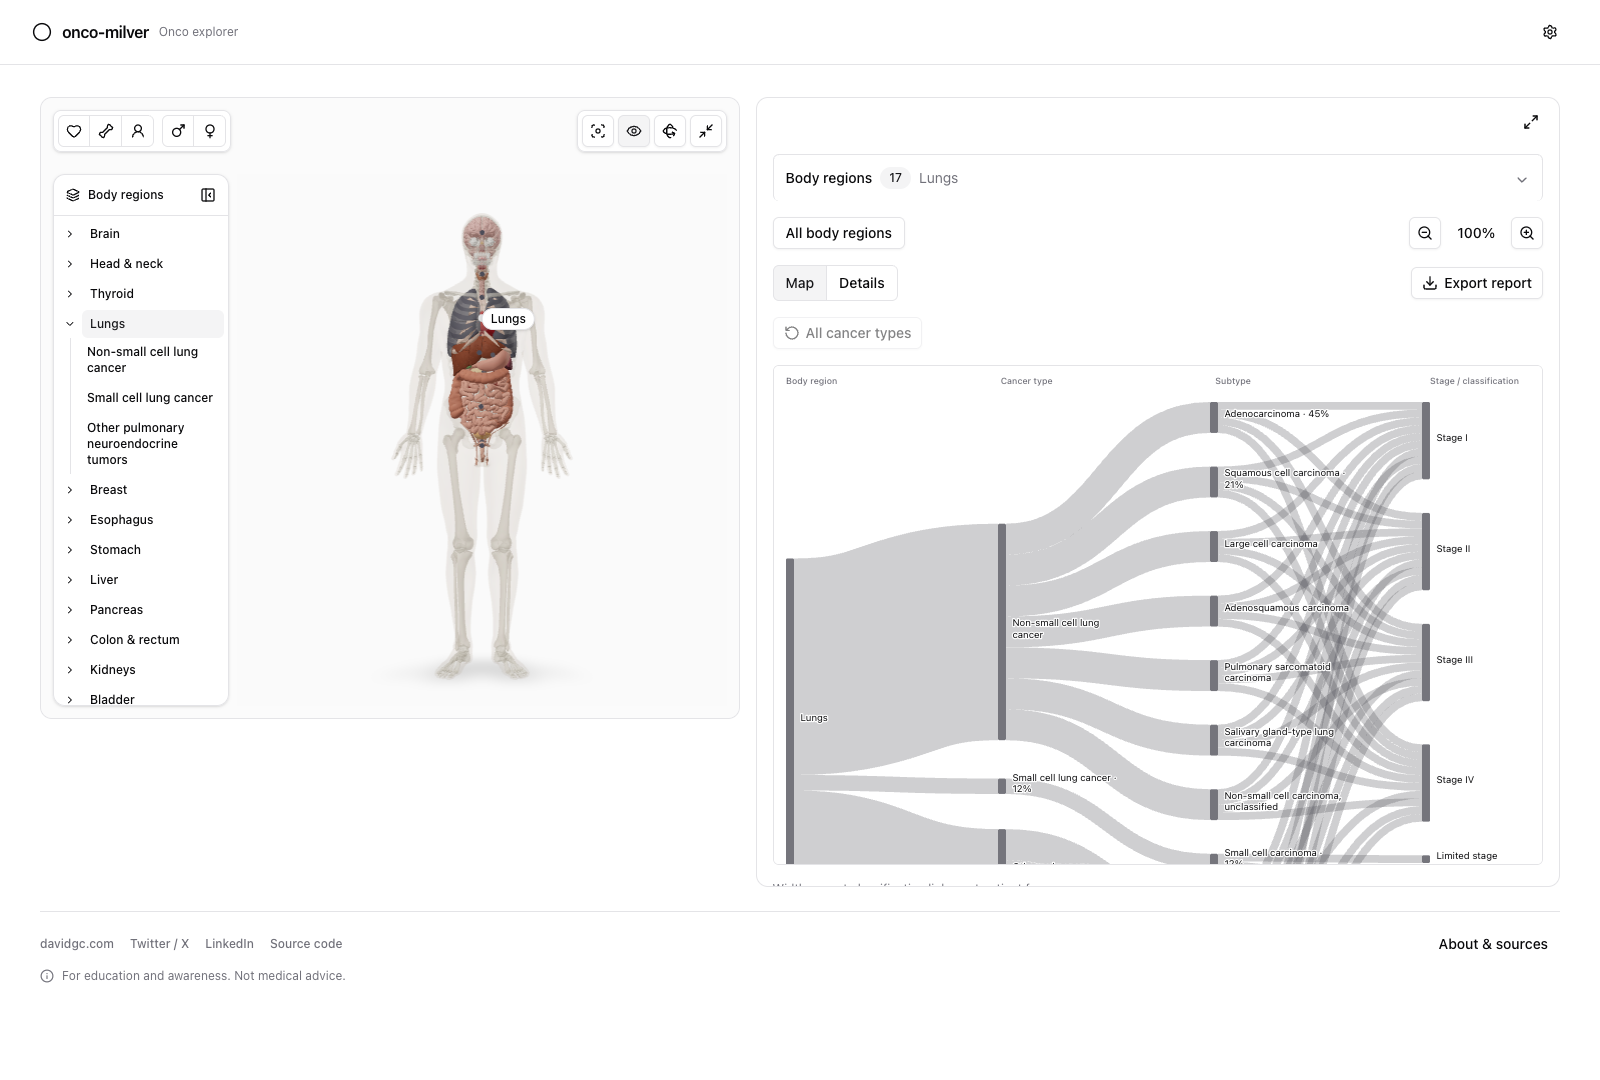 onco-milver Onco explorer
Body regions
Brain
Head & neck
Thyroid
Lungs
Non-small cell lung
cancer
Small cell lung cancer
Other pulmonary
neuroendocrine
tumors
Breast
Esophagus
Stomach
Liver
Pancreas
Colon & rectum
Kidneys
Bladder
Lungs
Body regions 17 Lungs
All body regions
100%
Map Details
Export report
All cancer types
Body region Cancer type Subtype Stage / classification
Lungs
Non-small cell lung
cancer
Small cell lung cancer ·
12%
Adenocarcinoma · 45%
Squamous cell carcinoma ·
21%
Large cell carcinoma
Adenosquamous carcinoma
Pulmonary sarcomatoid
carcinoma
Salivary gland-type lung
carcinoma
Non-small cell carcinoma,
unclassified
Small cell carcinoma ·
12%
Stage I
Stage II
Stage III
Stage IV
Limited stage
davidgc.com Twitter / X LinkedIn Source code
About & sources
For education and awareness. Not medical advice.